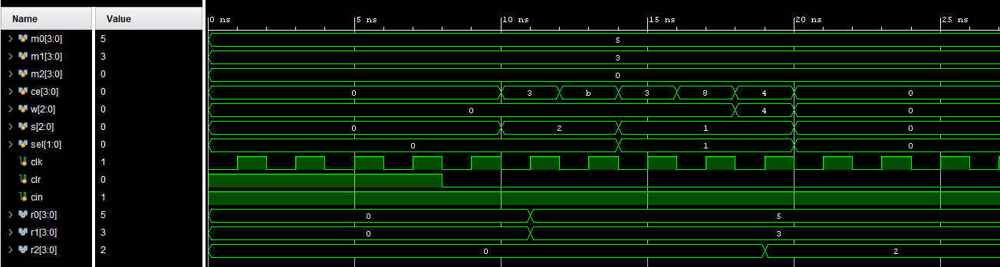 Name Value 0 ns 5 ns 10 ns 15 ns 20 ns 25 ns
m0[3:0] 5 5
m1[3:0] 3 3
m2[3:0] 0 0
ce[3:0] 0 0 3 b 3 8 4 0
w[2:0] 0 0 4 0
s[2:0] 0 0 2 1 0
sel[1:0] 0 0 1 0
clk 1
clr 0
cin 1
r0[3:0] 5 0 5
r1[3:0] 3 0 3
r2[3:0] 2 0 2